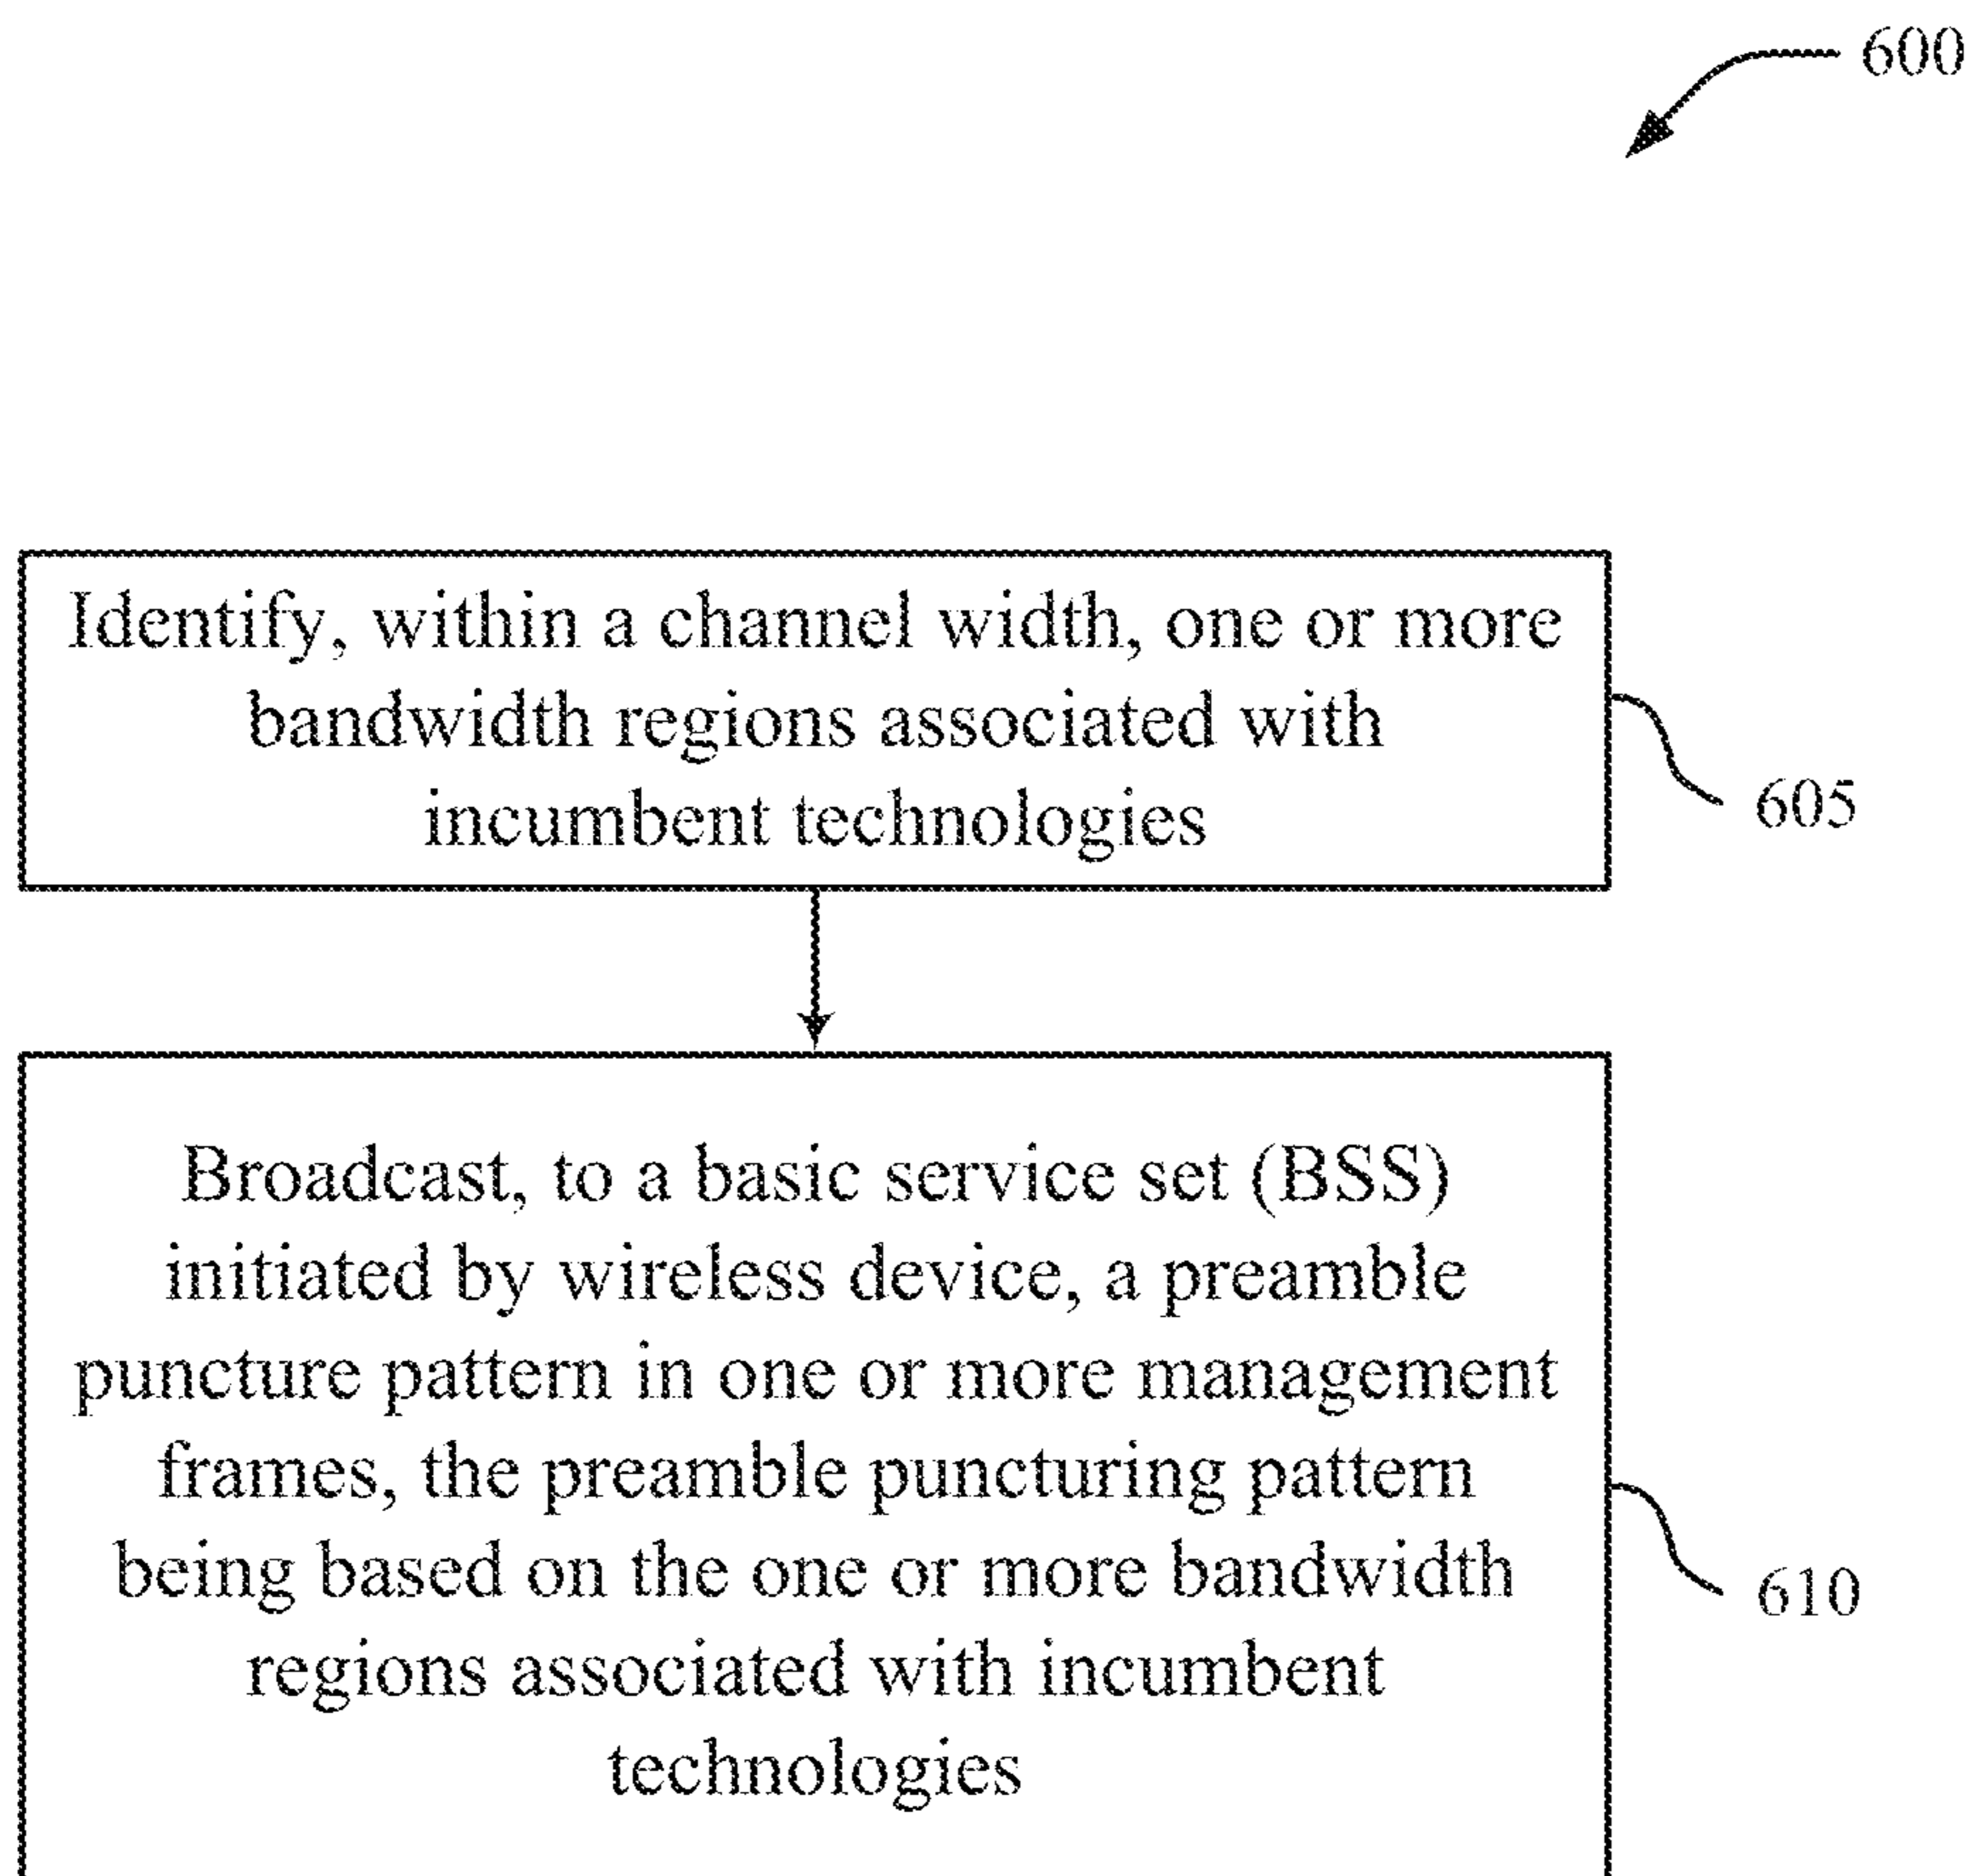 600
Identify, within a channel width, one or more
bandwidth regions associated with
incumbent technologies
605
Broadcast, to a basic service set (BSS)
initiated by wireless device, a preamble
puncture pattern in one or more management
frames, the preamble puncturing pattern
being based on the one or more bandwidth
regions associated with incumbent
technologies
610